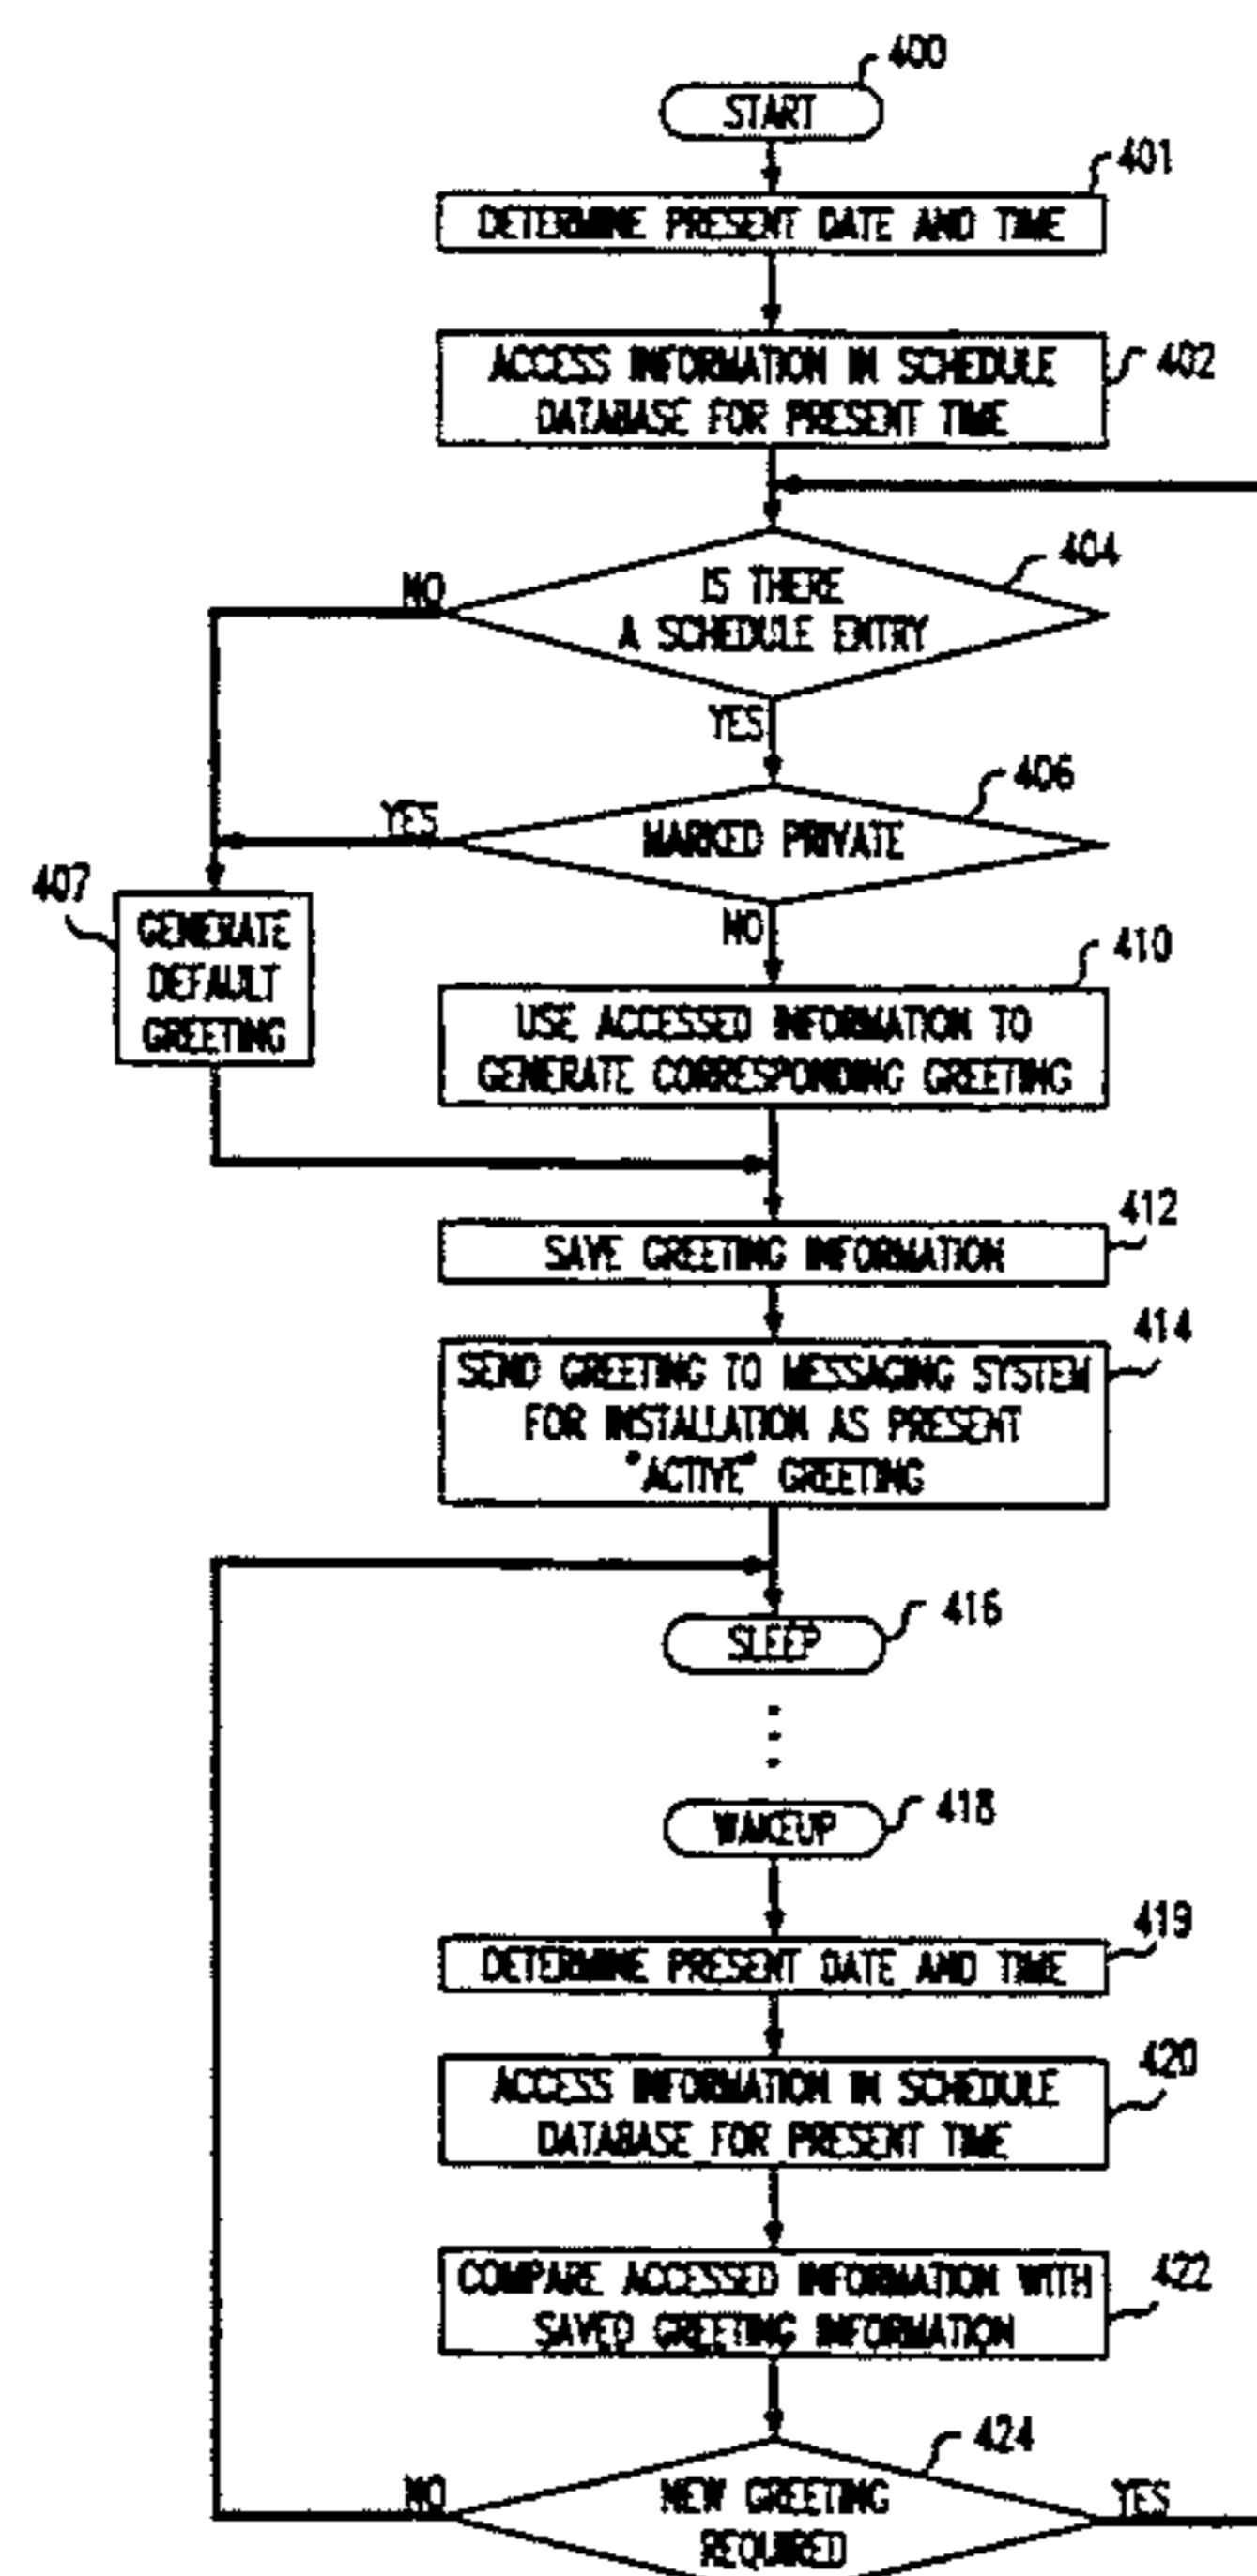 400
START
401
DETERMINE PRESENT DATE AND TIME
402
ACCESS INFORMATION IN SCHEDULE
DATABASE FOR PRESENT TIME
404
NO
IS THERE
A SCHEDULE ENTRY
YES
406
YES
MARKED PRIVATE
NO
407
GENERATE
DEFAULT
GREETING
410
USE ACCESSED INFORMATION TO
GENERATE CORRESPONDING GREETING
412
SAVE GREETING INFORMATION
414
SEND GREETING TO MESSAGING SYSTEM
FOR INSTALLATION AS PRESENT
"ACTIVE" GREETING
416
SLEEP
418
WAKEUP
419
DETERMINE PRESENT DATE AND TIME
420
ACCESS INFORMATION IN SCHEDULE
DATABASE FOR PRESENT TIME
422
COMPARE ACCESSED INFORMATION WITH
SAVED GREETING INFORMATION
424
NO
NEW GREETING
REQUIRED
YES